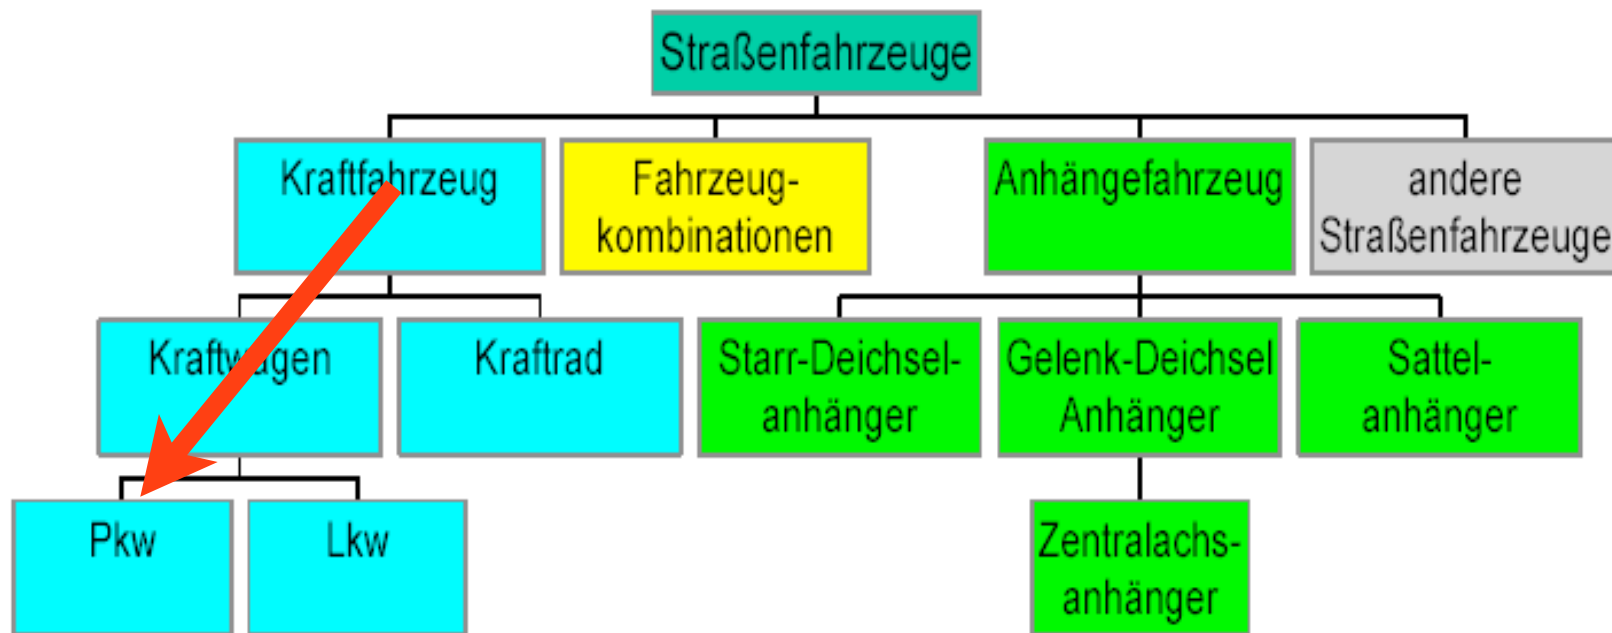 Straßenfahrzeuge
Kraftfahrzeug
Fahrzeug-
kombinationen
Anhängefahrzeug
andere
Straßenfahrzeuge
Kraftwagen
Kraftrad
Starr-Deichsel-
anhänger
Gelenk-Deichsel
Anhänger
Sattel-
anhänger
Pkw
Lkw
Zentralachs-
anhänger